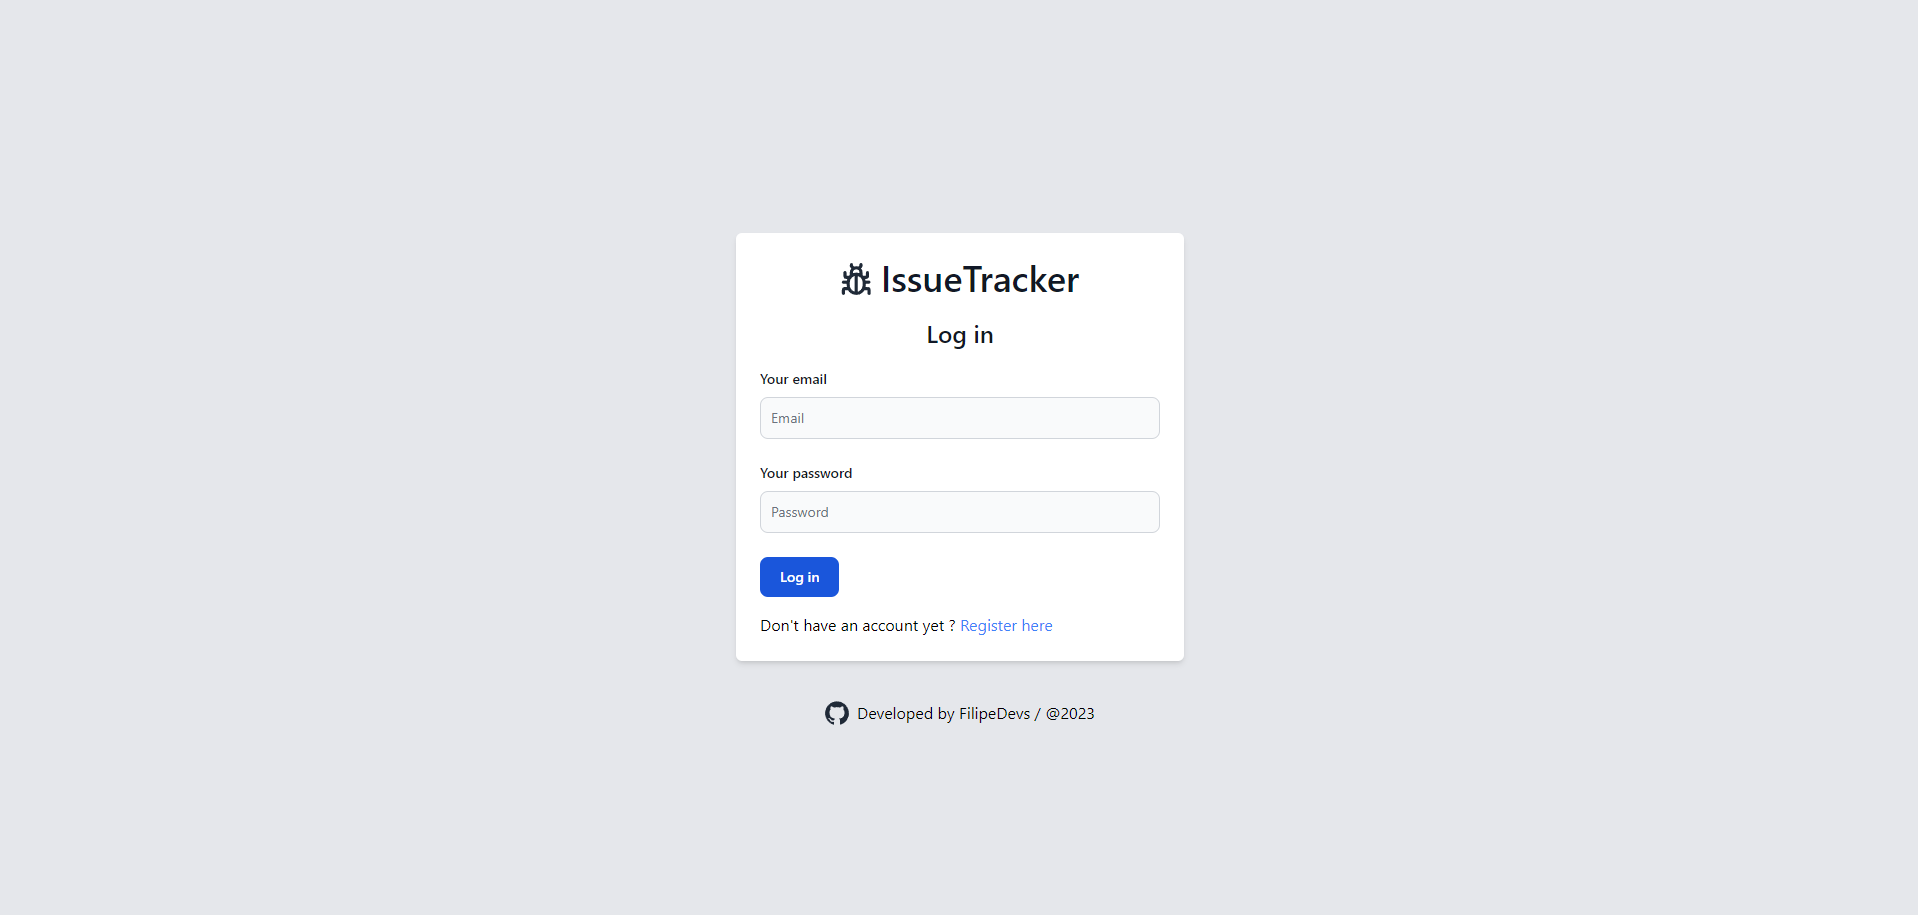 IssueTracker
Log in
Your email
Email
Your password
Password
Log in
Don't have an account yet ? Register here
Developed by FilipeDevs / @2023